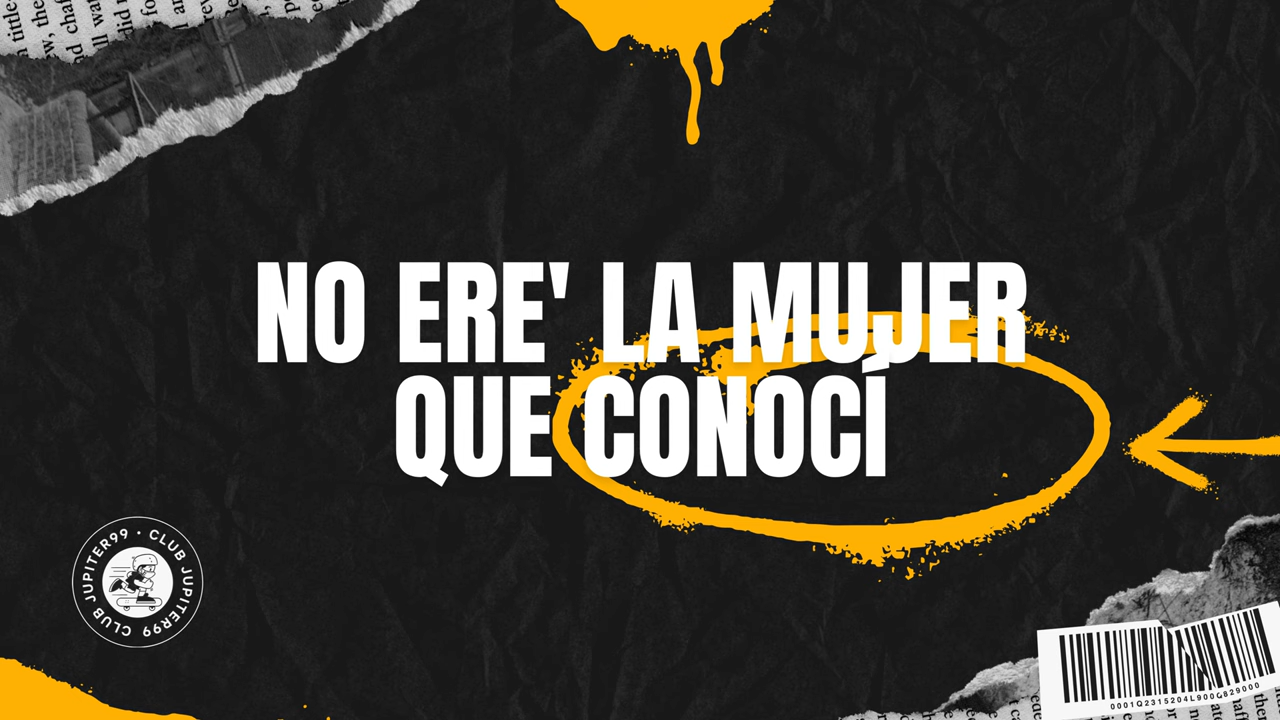 NO ERE' LA MUJER
QUE CONOCÍ
CLUB JUPITER99 • CLUB JUPITER99